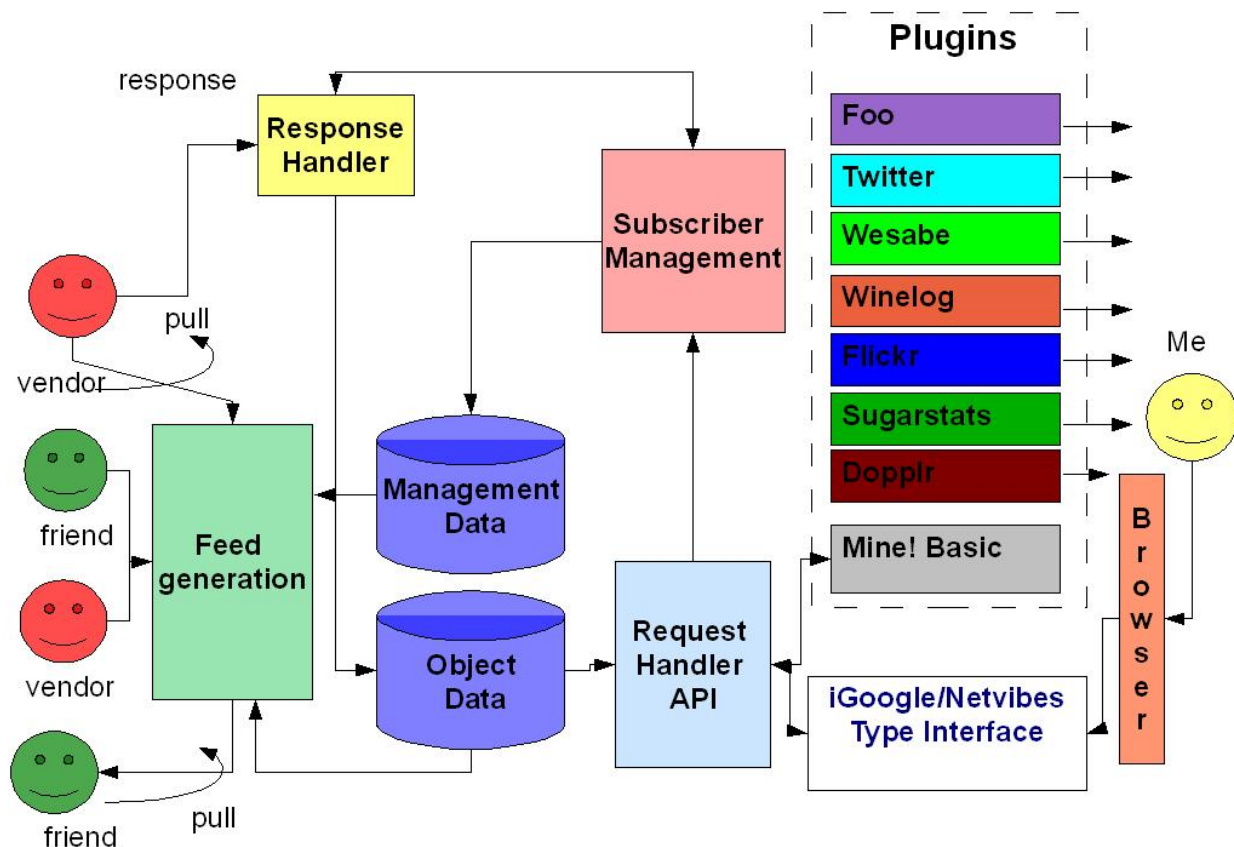 Plugins
response
Response
Handler
Foo
Twitter
Wesabe
Winelog
Flickr
Sugarstats
Dopplr
Mine! Basic
Subscriber
Management
pull
vendor
Me
friend
vendor
Feed
generation
Management
Data
Object
Data
Request
Handler
API
iGoogle/Netvibes
Type Interface
Browser
pull
friend